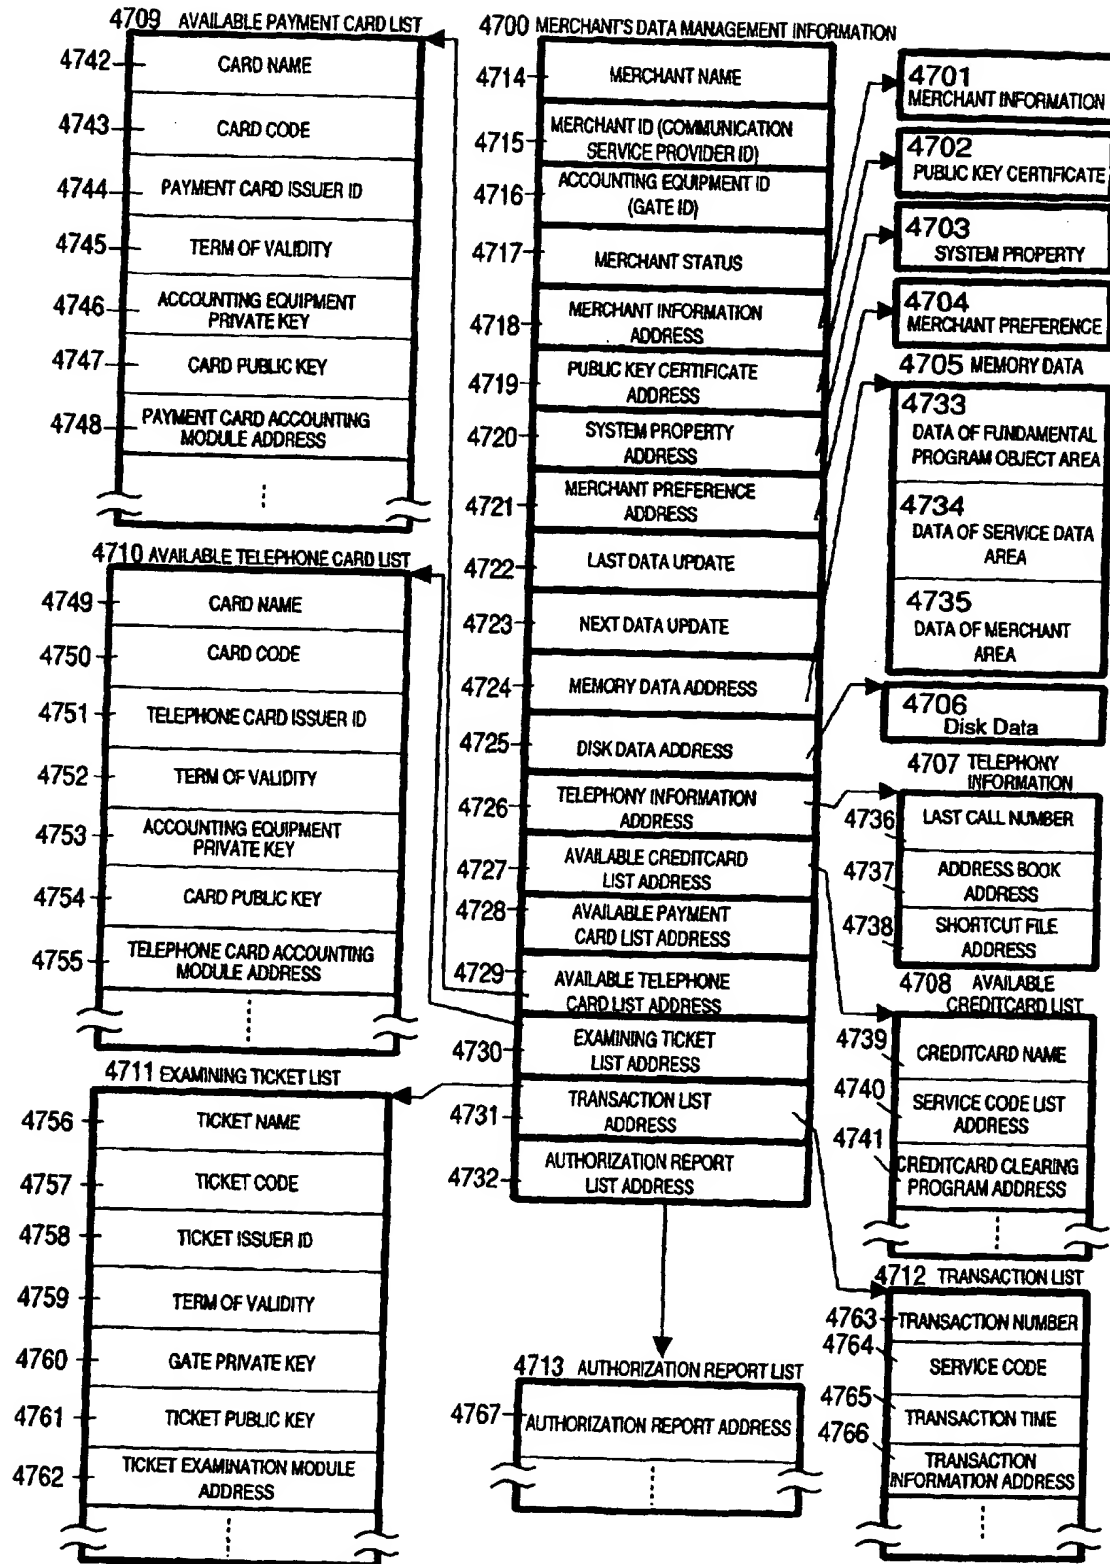 4709 AVAILABLE PAYMENT CARD LIST
4742 CARD NAME
4743 CARD CODE
4744 PAYMENT CARD ISSUER ID
4745 TERM OF VALIDITY
4746 ACCOUNTING EQUIPMENT
PRIVATE KEY
4747 CARD PUBLIC KEY
4748 PAYMENT CARD ACCOUNTING
MODULE ADDRESS
4710 AVAILABLE TELEPHONE CARD LIST
4749 CARD NAME
4750 CARD CODE
4751 TELEPHONE CARD ISSUER ID
4752 TERM OF VALIDITY
4753 ACCOUNTING EQUIPMENT
PRIVATE KEY
4754 CARD PUBLIC KEY
4755 TELEPHONE CARD ACCOUNTING
MODULE ADDRESS
4711 EXAMINING TICKET LIST
4756 TICKET NAME
4757 TICKET CODE
4758 TICKET ISSUER ID
4759 TERM OF VALIDITY
4760 GATE PRIVATE KEY
4761 TICKET PUBLIC KEY
4762 TICKET EXAMINATION MODULE
ADDRESS
4700 MERCHANT'S DATA MANAGEMENT INFORMATION
4714 MERCHANT NAME
4715 MERCHANT ID (COMMUNICATION
SERVICE PROVIDER ID)
4716 ACCOUNTING EQUIPMENT ID
(GATE ID)
4717 MERCHANT STATUS
4718 MERCHANT INFORMATION
ADDRESS
4719 PUBLIC KEY CERTIFICATE
ADDRESS
4720 SYSTEM PROPERTY
ADDRESS
4721 MERCHANT PREFERENCE
ADDRESS
4722 LAST DATA UPDATE
4723 NEXT DATA UPDATE
4724 MEMORY DATA ADDRESS
4725 DISK DATA ADDRESS
4726 TELEPHONY INFORMATION
ADDRESS
4727 AVAILABLE CREDITCARD
LIST ADDRESS
4728 AVAILABLE PAYMENT
CARD LIST ADDRESS
4729 AVAILABLE TELEPHONE
CARD LIST ADDRESS
4730 EXAMINING TICKET
LIST ADDRESS
4731 TRANSACTION LIST
ADDRESS
4732 AUTHORIZATION REPORT
LIST ADDRESS
4713 AUTHORIZATION REPORT LIST
4767 AUTHORIZATION REPORT ADDRESS
4701
MERCHANT INFORMATION
4702
PUBLIC KEY CERTIFICATE
4703
SYSTEM PROPERTY
4704
MERCHANT PREFERENCE
4705 MEMORY DATA
4733
DATA OF FUNDAMENTAL
PROGRAM OBJECT AREA
4734
DATA OF SERVICE DATA
AREA
4735
DATA OF MERCHANT
AREA
4706
Disk Data
4707 TELEPHONY
INFORMATION
4736 LAST CALL NUMBER
4737 ADDRESS BOOK
ADDRESS
4738 SHORTCUT FILE
ADDRESS
4708 AVAILABLE
CREDITCARD LIST
4739 CREDITCARD NAME
4740 SERVICE CODE LIST
ADDRESS
4741 CREDITCARD CLEARING
PROGRAM ADDRESS
4712 TRANSACTION LIST
4763 TRANSACTION NUMBER
4764 SERVICE CODE
4765 TRANSACTION TIME
4766 TRANSACTION
INFORMATION ADDRESS